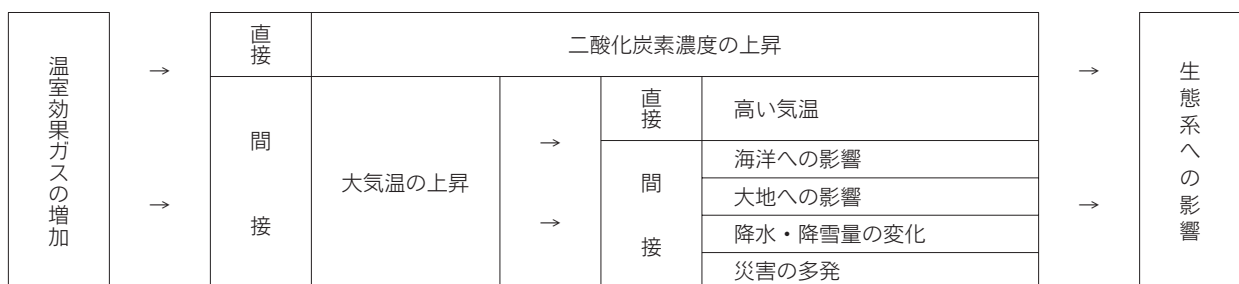 温室効果ガスの増加
→
→
直接
二酸化炭素濃度の上昇
間接
大気温の上昇
→
→
直接
高い気温
間接
海洋への影響
大地への影響
降水・降雪量の変化
災害の多発
→
→
生態系への影響